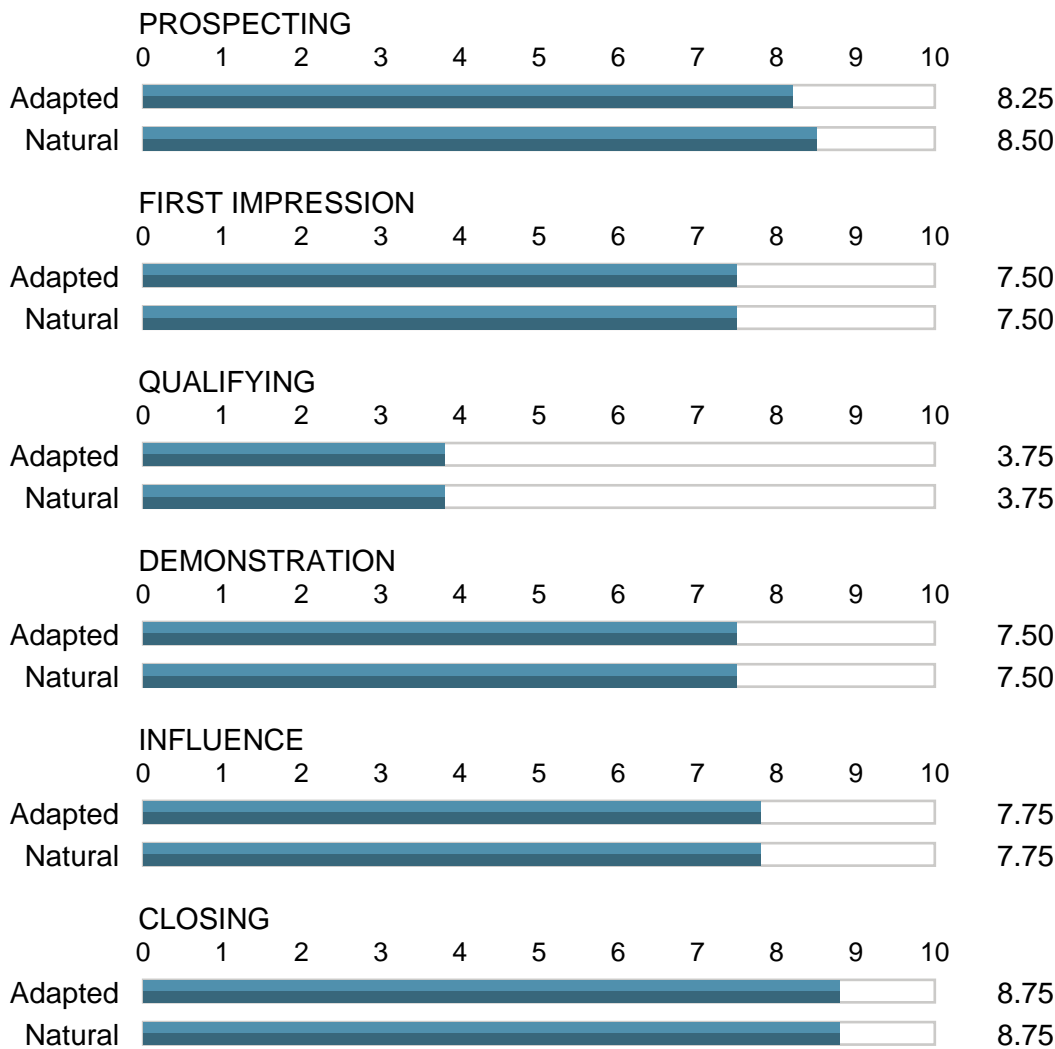 PROSPECTING
0 1 2 3 4 5 6 7 8 9 10
Adapted 8.25
Natural 8.50
FIRST IMPRESSION
0 1 2 3 4 5 6 7 8 9 10
Adapted 7.50
Natural 7.50
QUALIFYING
0 1 2 3 4 5 6 7 8 9 10
Adapted 3.75
Natural 3.75
DEMONSTRATION
0 1 2 3 4 5 6 7 8 9 10
Adapted 7.50
Natural 7.50
INFLUENCE
0 1 2 3 4 5 6 7 8 9 10
Adapted 7.75
Natural 7.75
CLOSING
0 1 2 3 4 5 6 7 8 9 10
Adapted 8.75
Natural 8.75